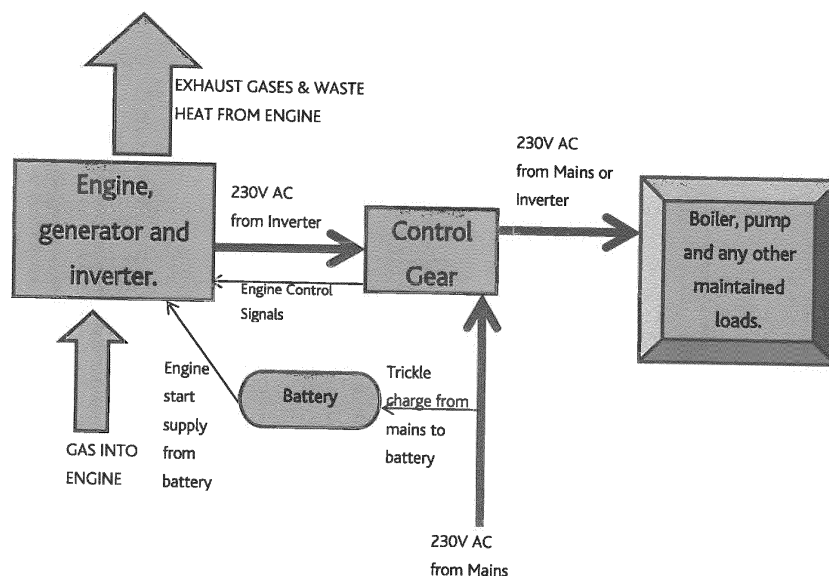 EXHAUST GASES & WASTE
HEAT FROM ENGINE
Engine,
generator and
inverter.
230V AC
from Inverter
Control
Gear
230V AC
from Mains or
Inverter
Boiler, pump
and any other
maintained
loads.
Engine Control
Signals
GAS INTO
ENGINE
Engine
start
supply
from
battery
Battery
Trickle
charge from
mains to
battery
230V AC
from Mains